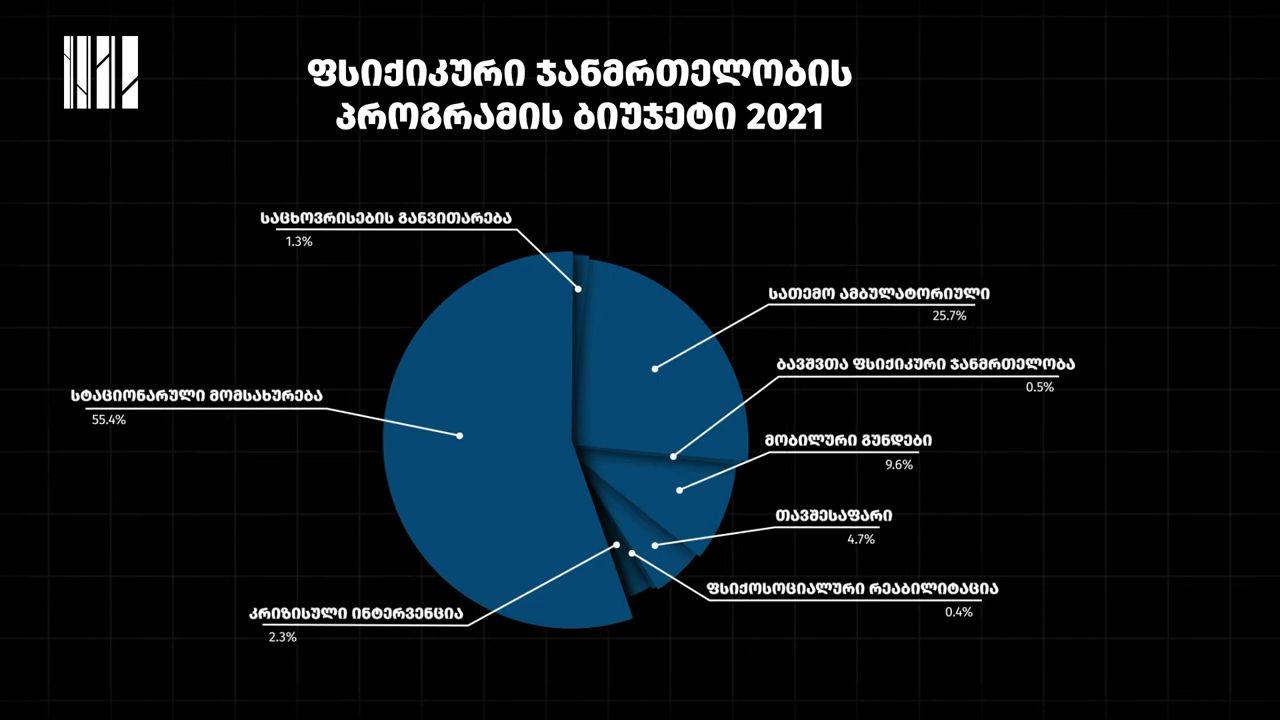 ფსიქიკური ჯანმრთელობის
პროგრამის ბიუჯეტი 2021
საცხოვრისების განვითარება
1.3%
სათემო ამბულატორიული
25.7%
ბავშვთა ფსიქიკური ჯანმრთელობა
0.5%
სტაციონარული მომსახურება
55.4%
მობილური გუნდები
9.6%
თავშესაფარი
4.7%
ფსიქოსოციალური რეაბილიტაცია
0.4%
კრიზისული ინტერვენცია
2.3%